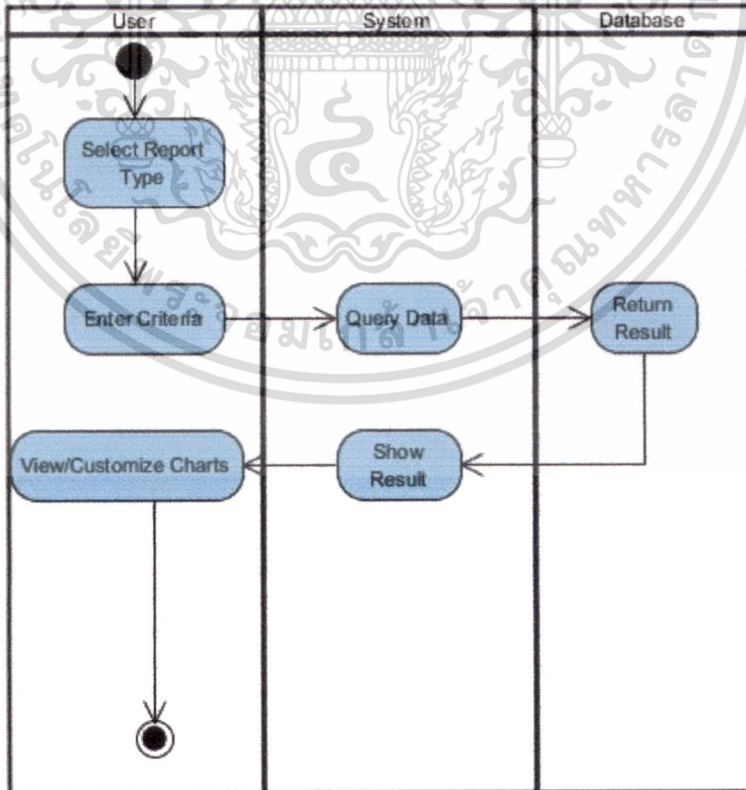 User
System
Database
Select Report
Type
Enter Criteria
Query Data
Return
Result
View/Customize Charts
Show
Result